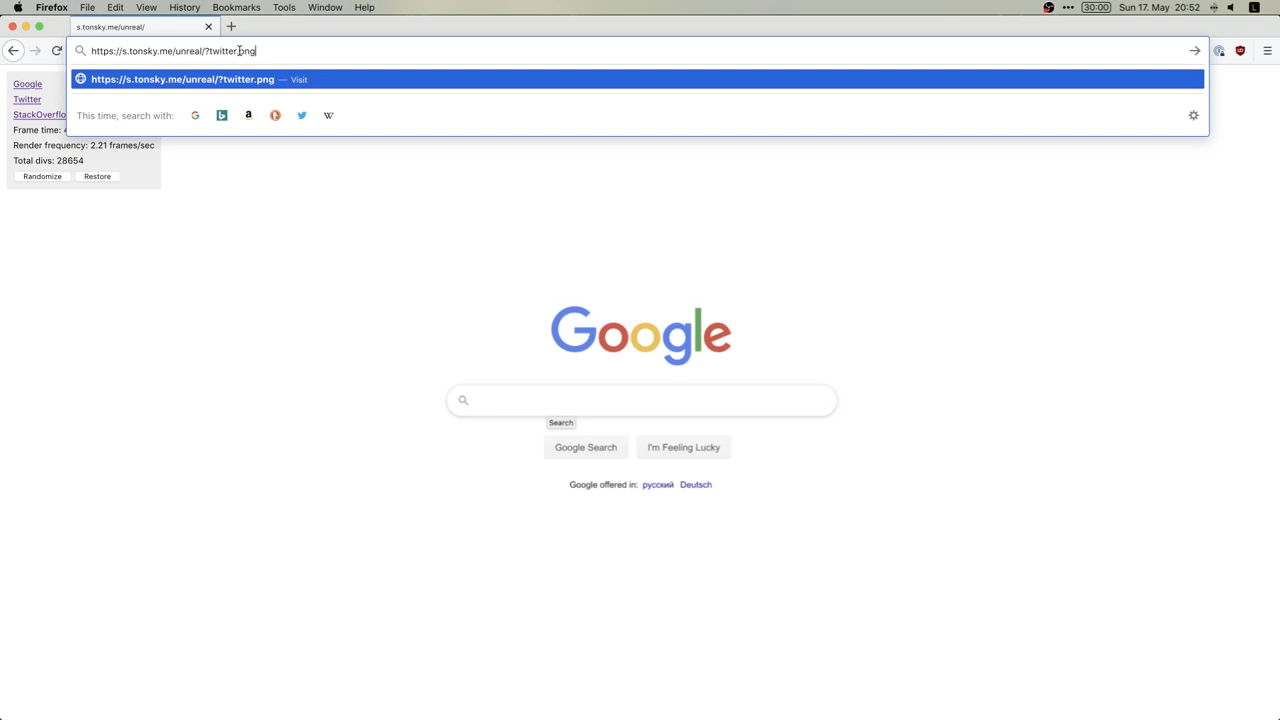 Firefox File Edit View History Bookmarks Tools Window Help 30:00 Sun 17. May 20:52 L
s.tonsky.me/unreal/
https://s.tonsky.me/unreal/?twitter.png
https://s.tonsky.me/unreal/?twitter.png — Visit
This time, search with:
Google
Twitter
StackOverflo
Frame time: 4
Render frequency: 2.21 frames/sec
Total divs: 28654
Randomize Restore
Google
Search
Google Search I'm Feeling Lucky
Google offered in: русский Deutsch